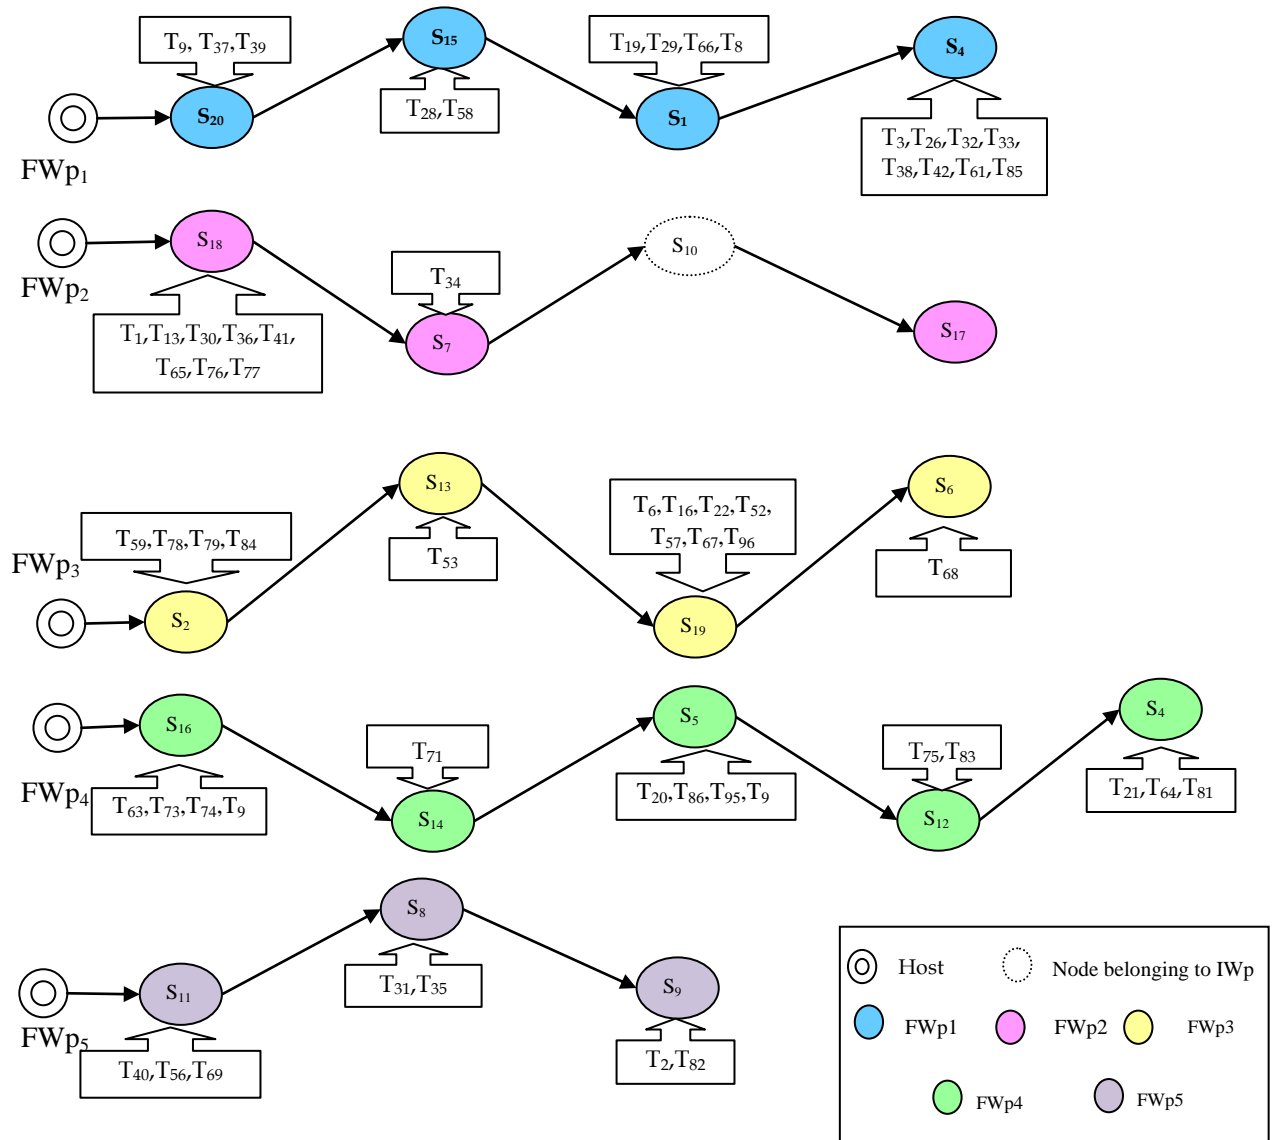 T9, T37,T39
S15
T19,T29,T66,T8
S4
S20
T28,T58
S1
FWp1
T3,T26,T32,T33,
T38,T42,T61,T85
S18
S10
FWp2
T34
T1,T13,T30,T36,T41,
T65,T76,T77
S7
S17
S13
S6
T59,T78,T79,T84
T53
T6,T16,T22,T52,
T57,T67,T96
T68
FWp3
S2
S19
S16
S5
S4
T71
T75,T83
FWp4
T63,T73,T74,T9
S14
T20,T86,T95,T9
S12
T21,T64,T81
S8
S11
T31,T35
S9
FWp5
T40,T56,T69
T2,T82
Host
Node belonging to IWp
FWp1
FWp2
FWp3
FWp4
FWp5